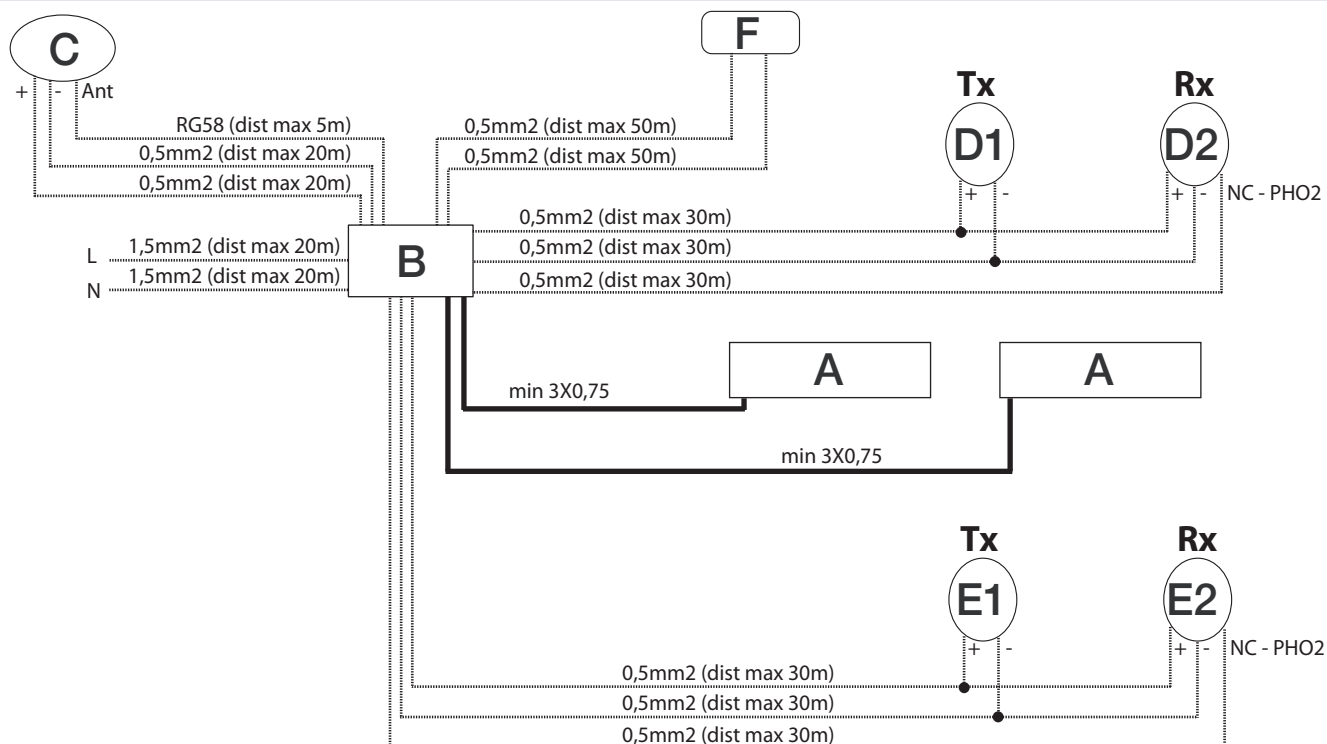 C
F
+ - Ant
Tx Rx
RG58 (dist max 5m)
0,5mm2 (dist max 50m)
0,5mm2 (dist max 20m)
0,5mm2 (dist max 50m)
D1 D2
0,5mm2 (dist max 20m)
+ - + - NC - PHO2
0,5mm2 (dist max 30m)
L 1,5mm2 (dist max 20m)
B
0,5mm2 (dist max 30m)
N 1,5mm2 (dist max 20m)
0,5mm2 (dist max 30m)
A A
min 3X0,75
min 3X0,75
Tx Rx
E1 E2
+ - + - NC - PHO2
0,5mm2 (dist max 30m)
0,5mm2 (dist max 30m)
0,5mm2 (dist max 30m)